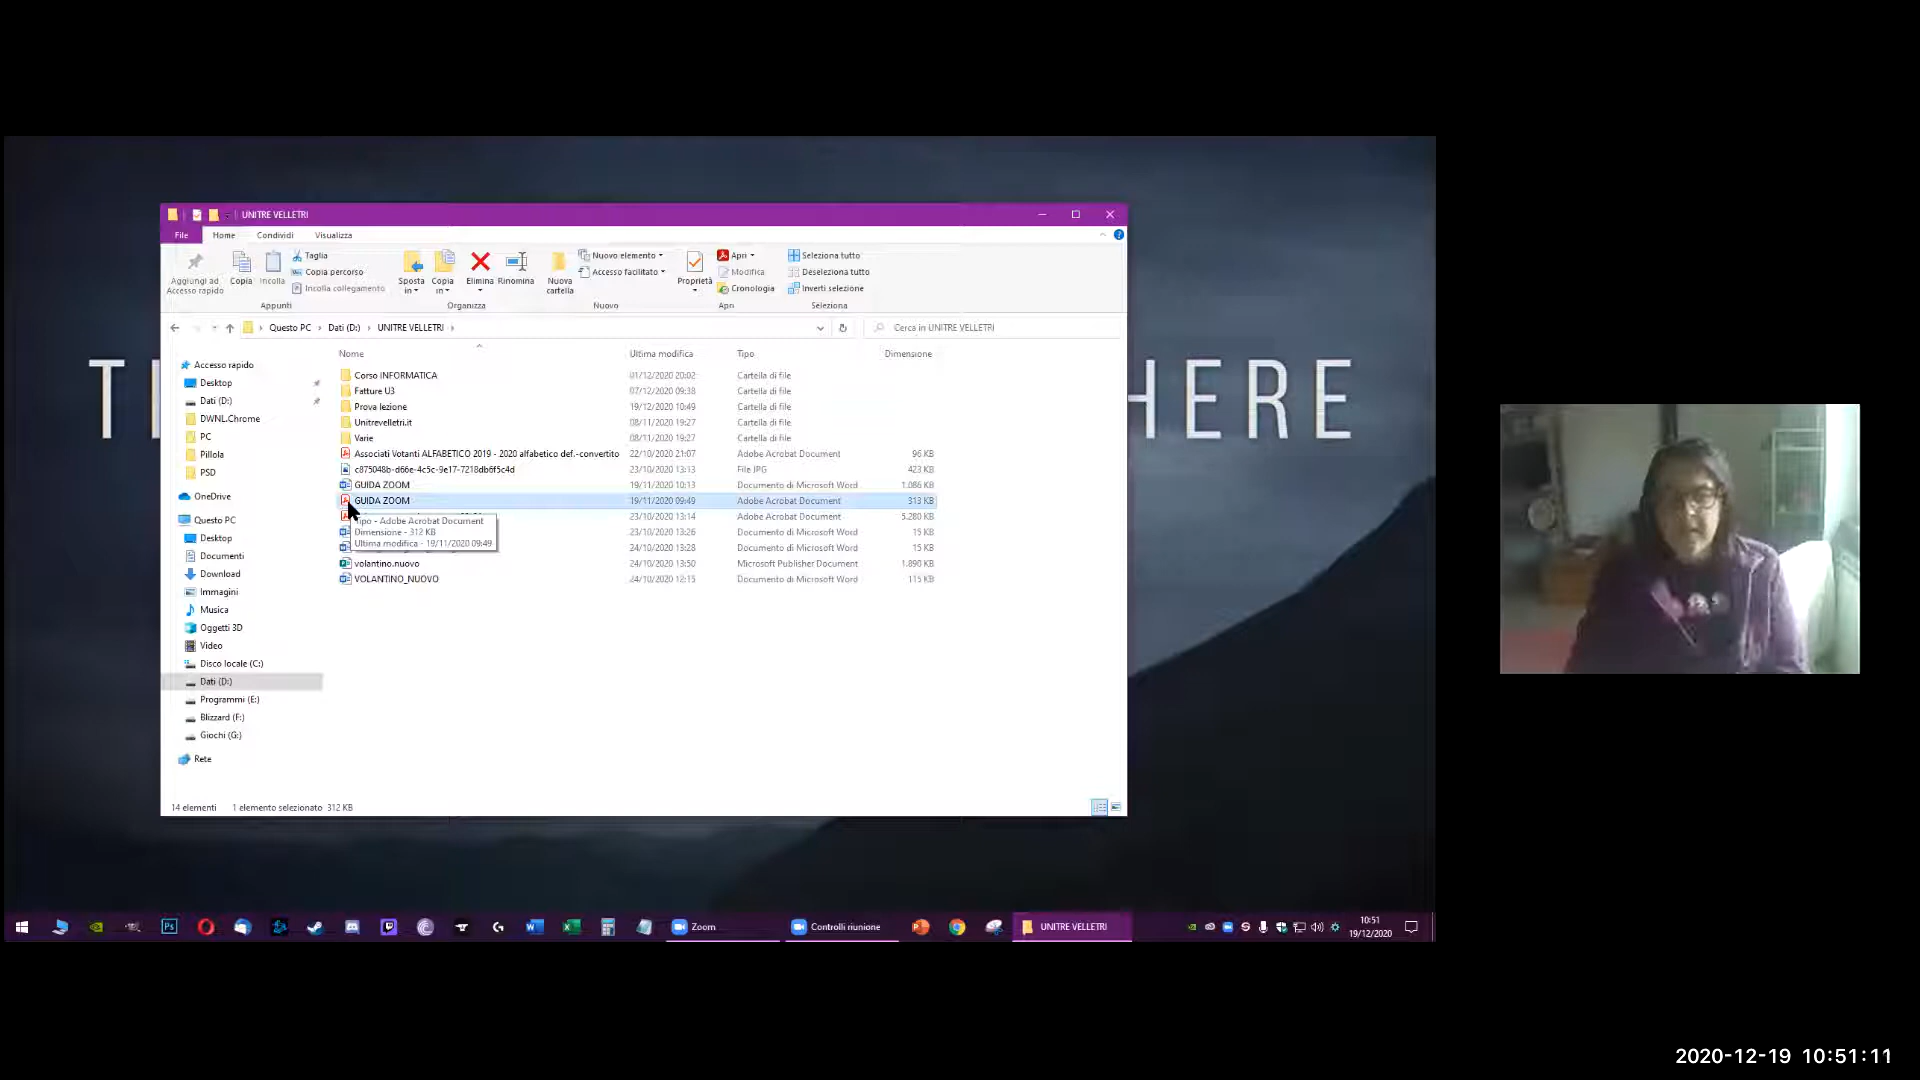 UNITRE VELLETRI
File Home Condividi Visualizza
Aggiungi ad Accesso rapido
Copia
Incolla
Taglia
Copia percorso
Incolla collegamento
Appunti
Sposta in
Copia in
Elimina
Rinomina
Organizza
Nuova cartella
Nuovo elemento
Accesso facilitato
Nuovo
Proprietà
Apri
Modifica
Cronologia
Apri
Seleziona tutto
Deseleziona tutto
Inverti selezione
Seleziona
Questo PC Dati (D:) UNITRE VELLETRI
Cerca in UNITRE VELLETRI
Accesso rapido
Desktop
Dati (D:)
DWNL.Chrome
PC
Pillola
PSD
OneDrive
Questo PC
Desktop
Documenti
Download
Immagini
Musica
Oggetti 3D
Video
Disco locale (C:)
Dati (D:)
Programmi (E:)
Blizzard (F:)
Giochi (G:)
Rete
Nome Ultima modifica Tipo Dimensione
Corso INFORMATICA 01/12/2020 20:02 Cartella di file
Fatture U3 07/12/2020 09:38 Cartella di file
Prova lezione 19/12/2020 10:49 Cartella di file
Unitrevelletri.it 08/11/2020 19:27 Cartella di file
Varie 08/11/2020 19:27 Cartella di file
Associati Votanti ALFABETICO 2019 - 2020 alfabetico def.-convertito 22/10/2020 21:07 Adobe Acrobat Document 96 KB
c875048b-d66e-4c5c-9e17-7218db6f5c4d 23/10/2020 13:13 File JPG 423 KB
GUIDA ZOOM 19/11/2020 10:13 Documento di Microsoft Word 1.086 KB
GUIDA ZOOM 19/11/2020 09:49 Adobe Acrobat Document 313 KB
23/10/2020 13:14 Adobe Acrobat Document 5.280 KB
23/10/2020 13:26 Documento di Microsoft Word 15 KB
24/10/2020 13:28 Documento di Microsoft Word 15 KB
volantino.nuovo 24/10/2020 13:50 Microsoft Publisher Document 1.890 KB
VOLANTINO_NUOVO 24/10/2020 12:15 Documento di Microsoft Word 115 KB
Tipo - Adobe Acrobat Document
Dimensione - 312 KB
Ultima modifica - 19/11/2020 09:49
14 elementi 1 elemento selezionato 312 KB
HERE
Zoom
Controlli riunione
UNITRE VELLETRI
10:51
19/12/2020
2020-12-19 10:51:11